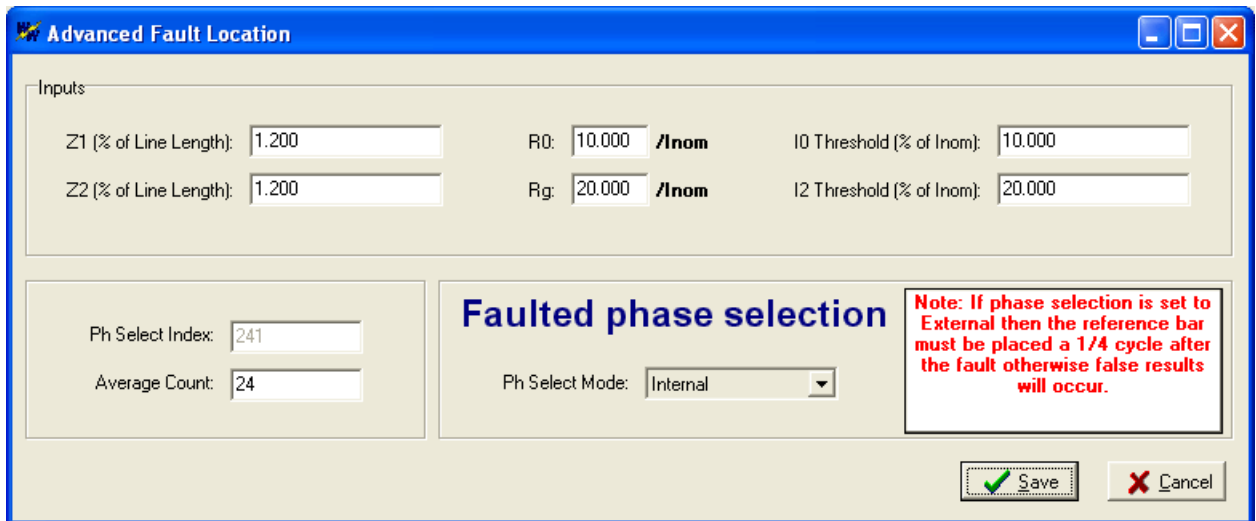 Advanced Fault Location
Inputs
Z1 (% of Line Length): 1.200 R0: 10.000 /Inom I0 Threshold (% of Inom): 10.000
Z2 (% of Line Length): 1.200 Rg: 20.000 /Inom I2 Threshold (% of Inom): 20.000
Ph Select Index: 241
Average Count: 24
Faulted phase selection
Ph Select Mode: Internal
Note: If phase selection is set to
External then the reference bar
must be placed a 1/4 cycle after
the fault otherwise false results
will occur.
Save Cancel